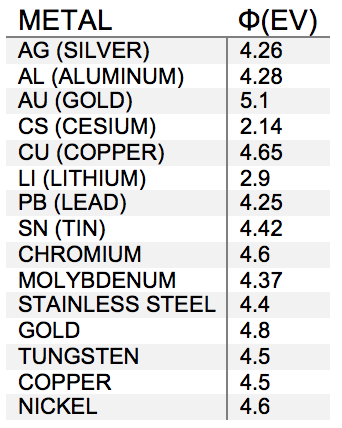 METAL Φ(EV)
AG (SILVER) 4.26
AL (ALUMINUM) 4.28
AU (GOLD) 5.1
CS (CESIUM) 2.14
CU (COPPER) 4.65
LI (LITHIUM) 2.9
PB (LEAD) 4.25
SN (TIN) 4.42
CHROMIUM 4.6
MOLYBDENUM 4.37
STAINLESS STEEL 4.4
GOLD 4.8
TUNGSTEN 4.5
COPPER 4.5
NICKEL 4.6